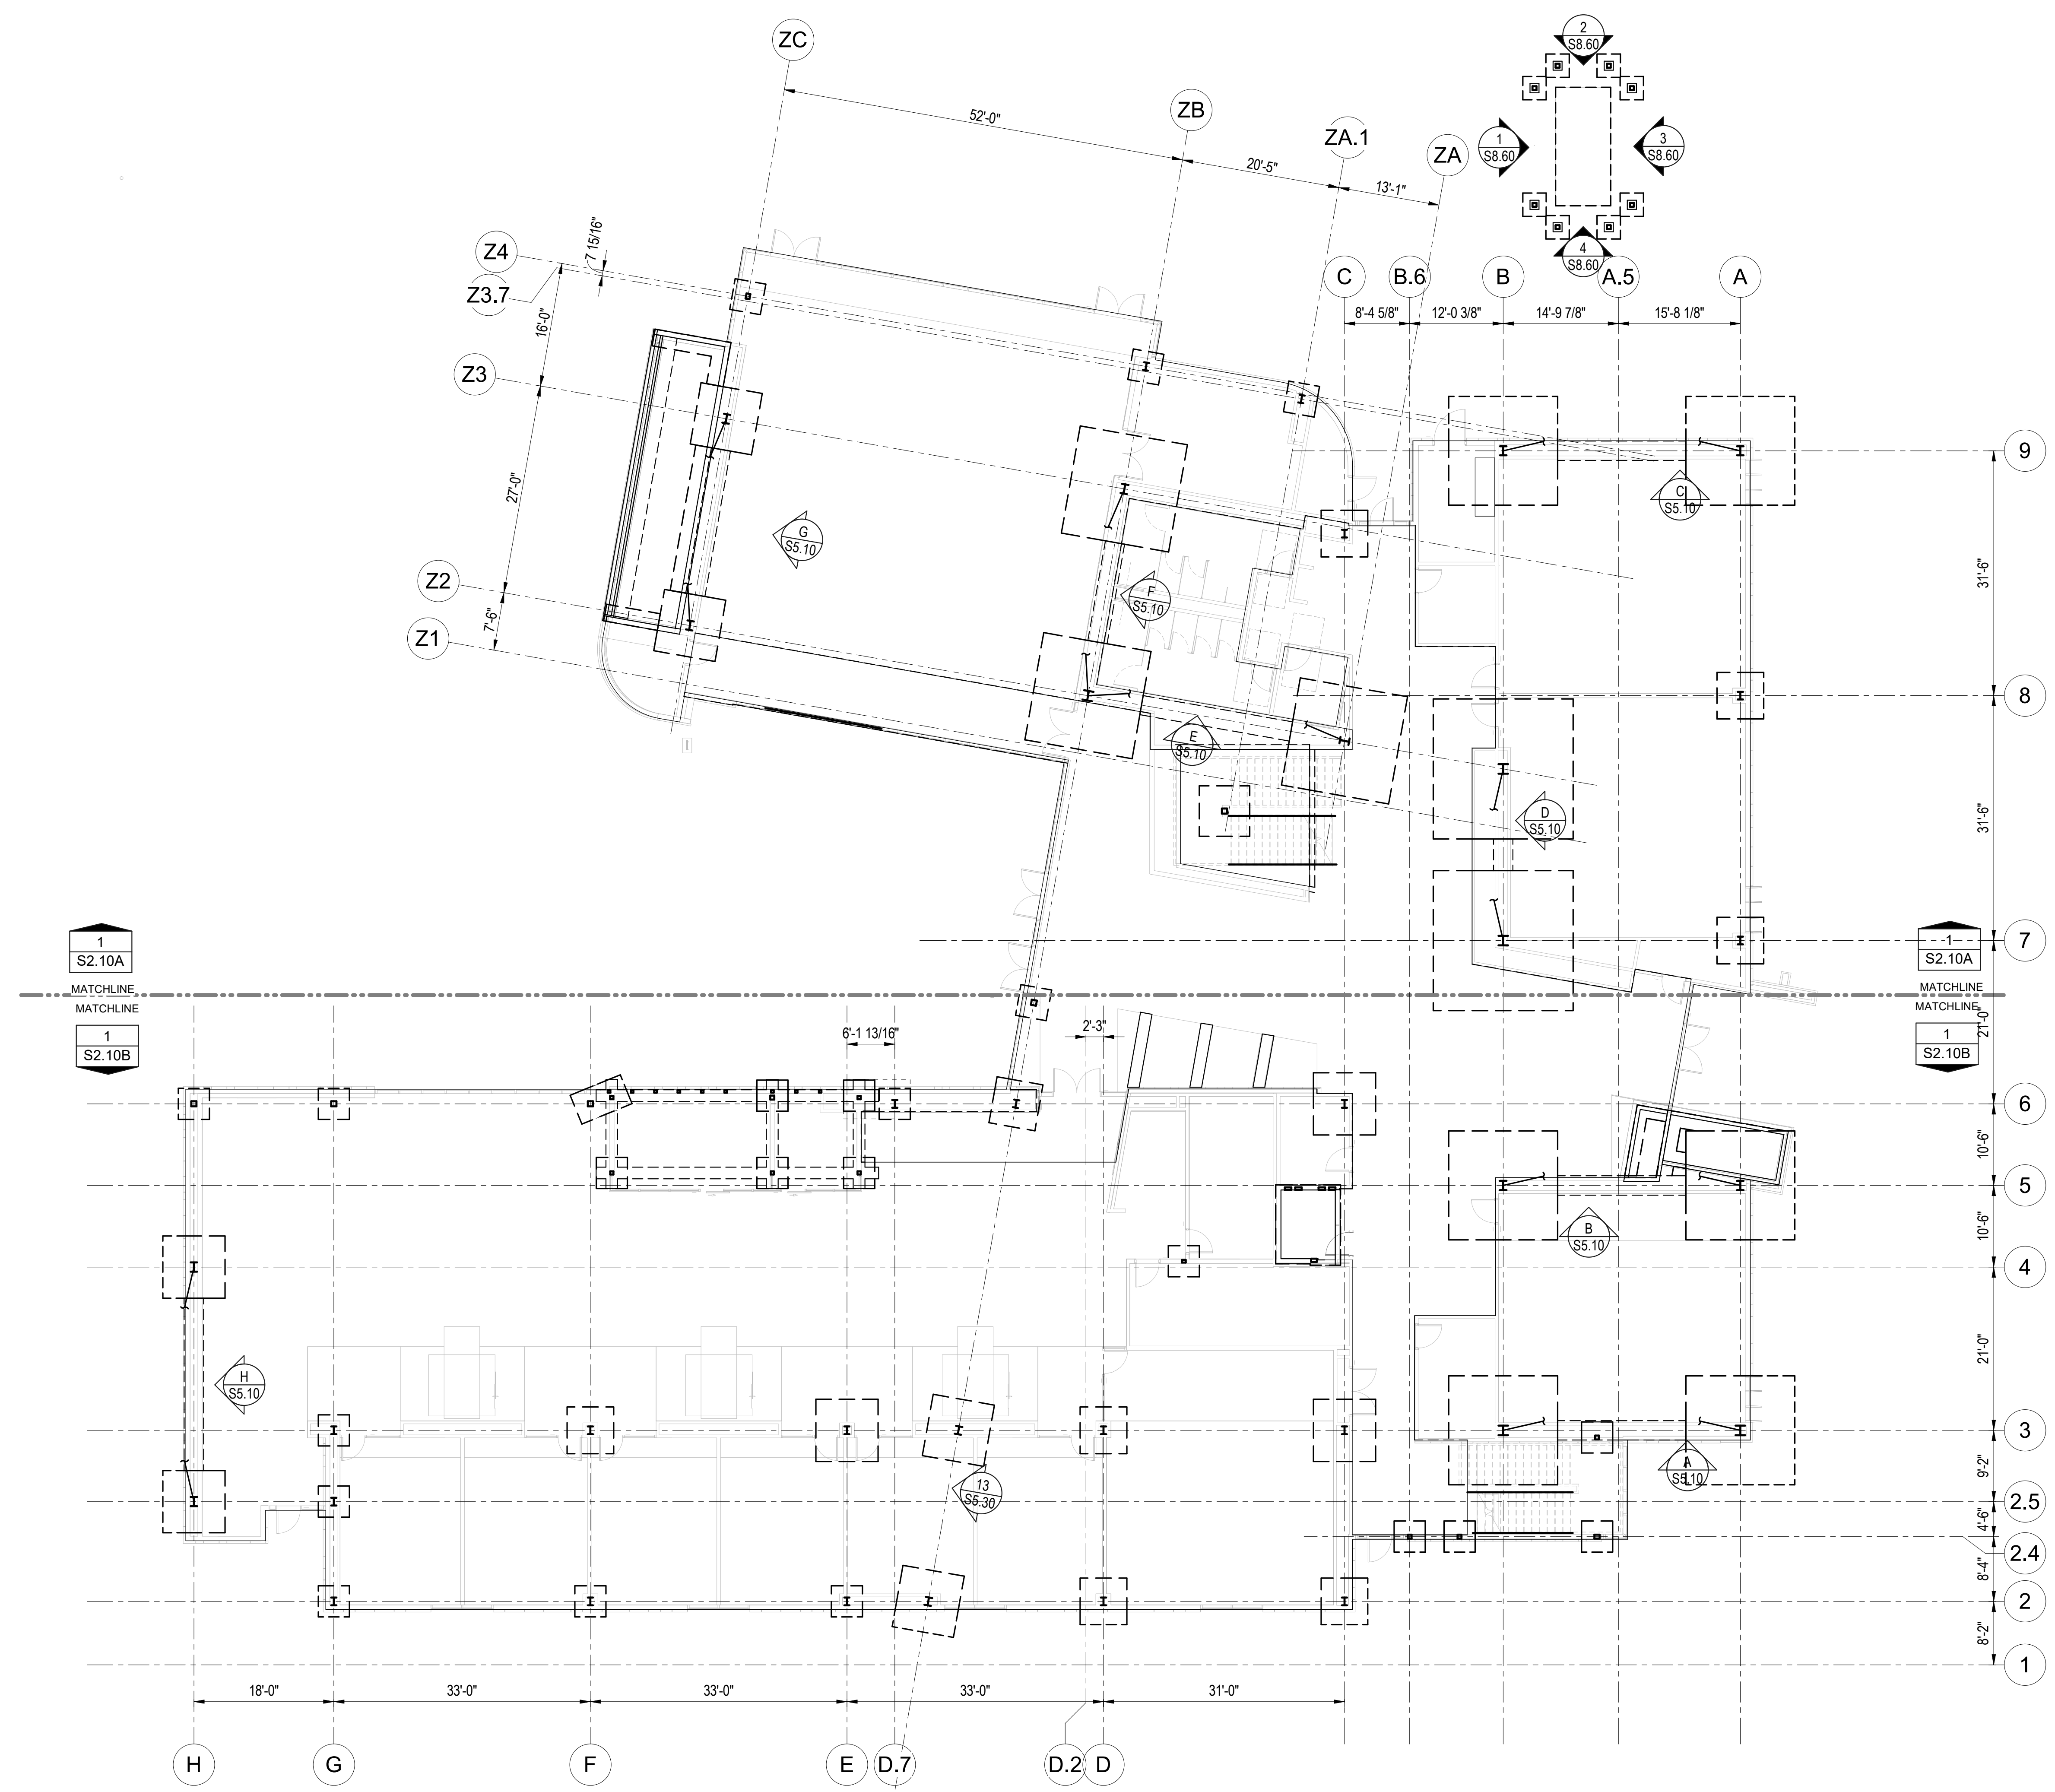 ZC
2
S8.60
ZB
52'-0"
ZA.1
ZA
20'-5"
13'-1"
1
S8.60
3
S8.60
4
S8.60
7 15/16"
Z4
Z3.7
16'-0"
C
B.6
B
A.5
A
8'-4 5/8"
12'-0 3/8"
14'-9 7/8"
15'-8 1/8"
Z3
27'-0"
9
C
S5.10
G
S5.10
Z2
F
S5.10
31'-6"
7'-6"
Z1
8
E
S5.10
D
S5.10
31'-6"
1
S2.10A
1
S2.10A
7
MATCHLINE
MATCHLINE
MATCHLINE
MATCHLINE
21'-0"
1
S2.10B
1
S2.10B
6'-1 13/16"
2'-3"
6
10'-6"
5
B
S5.10
10'-6"
4
H
S5.10
21'-0"
3
A
S5.10
13
S5.30
9'-2"
2.5
4'-6"
2.4
8'-4"
2
8'-2"
1
18'-0"
33'-0"
33'-0"
33'-0"
31'-0"
H
G
F
E
D.7
D.2
D